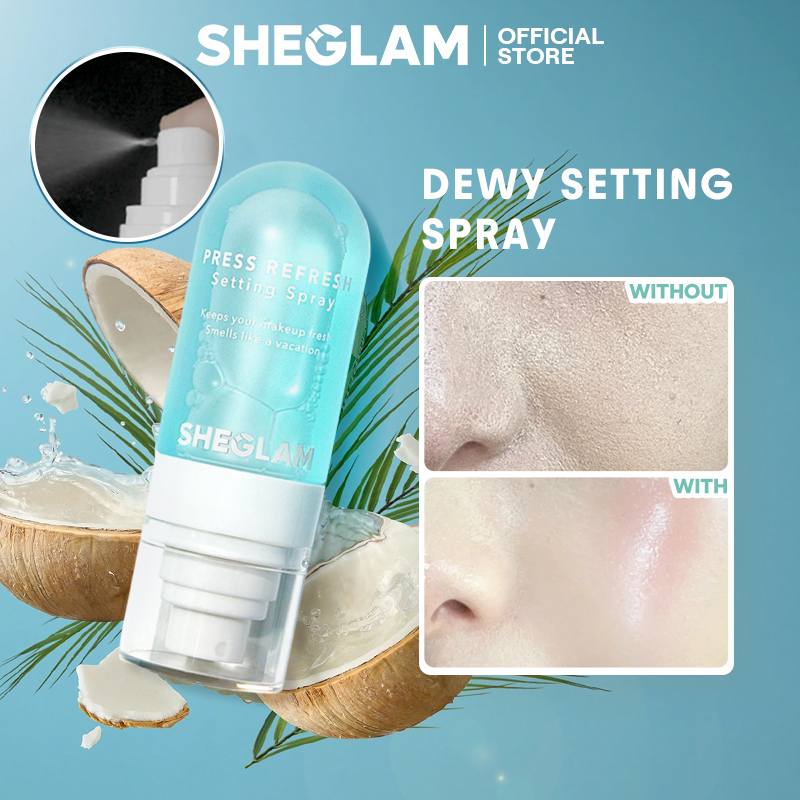 SHEGLAM
OFFICIAL
STORE
DEWY SETTING
SPRAY
PRESS REFRESH
Setting Spray
Keeps your makeup fresh
Smells like a vacation
SHEGLAM
WITHOUT
WITH